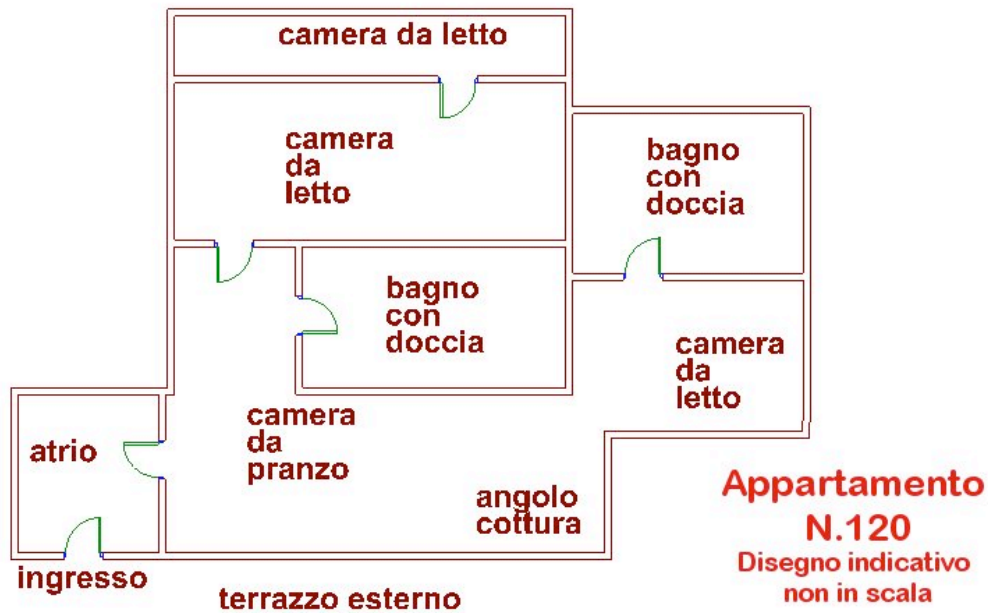 camera da letto
camera
da
letto
bagno
con
doccia
bagno
con
doccia
camera
da
letto
atrio
camera
da
pranzo
angolo
cottura
ingresso
terrazzo esterno
Appartamento
N.120
Disegno indicativo
non in scala